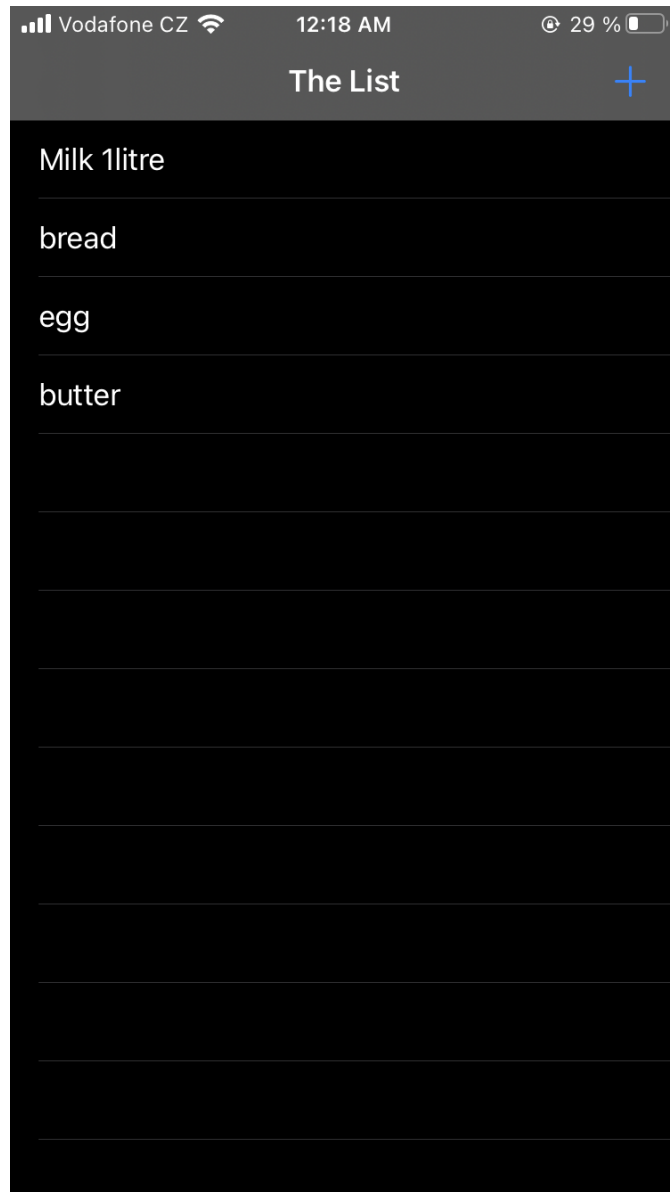 Vodafone CZ 12:18 AM 29 %
The List
Milk 1litre
bread
egg
butter